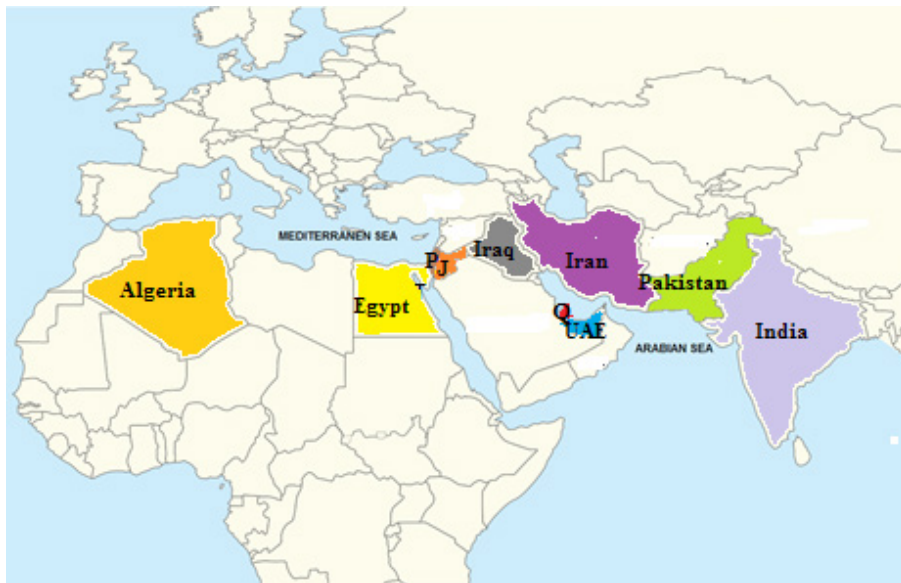 MEDITERRANEN SEA
P
J
Iraq
Iran
Algeria
Egypt
Pakistan
Q
UAE
India
ARABIAN SEA